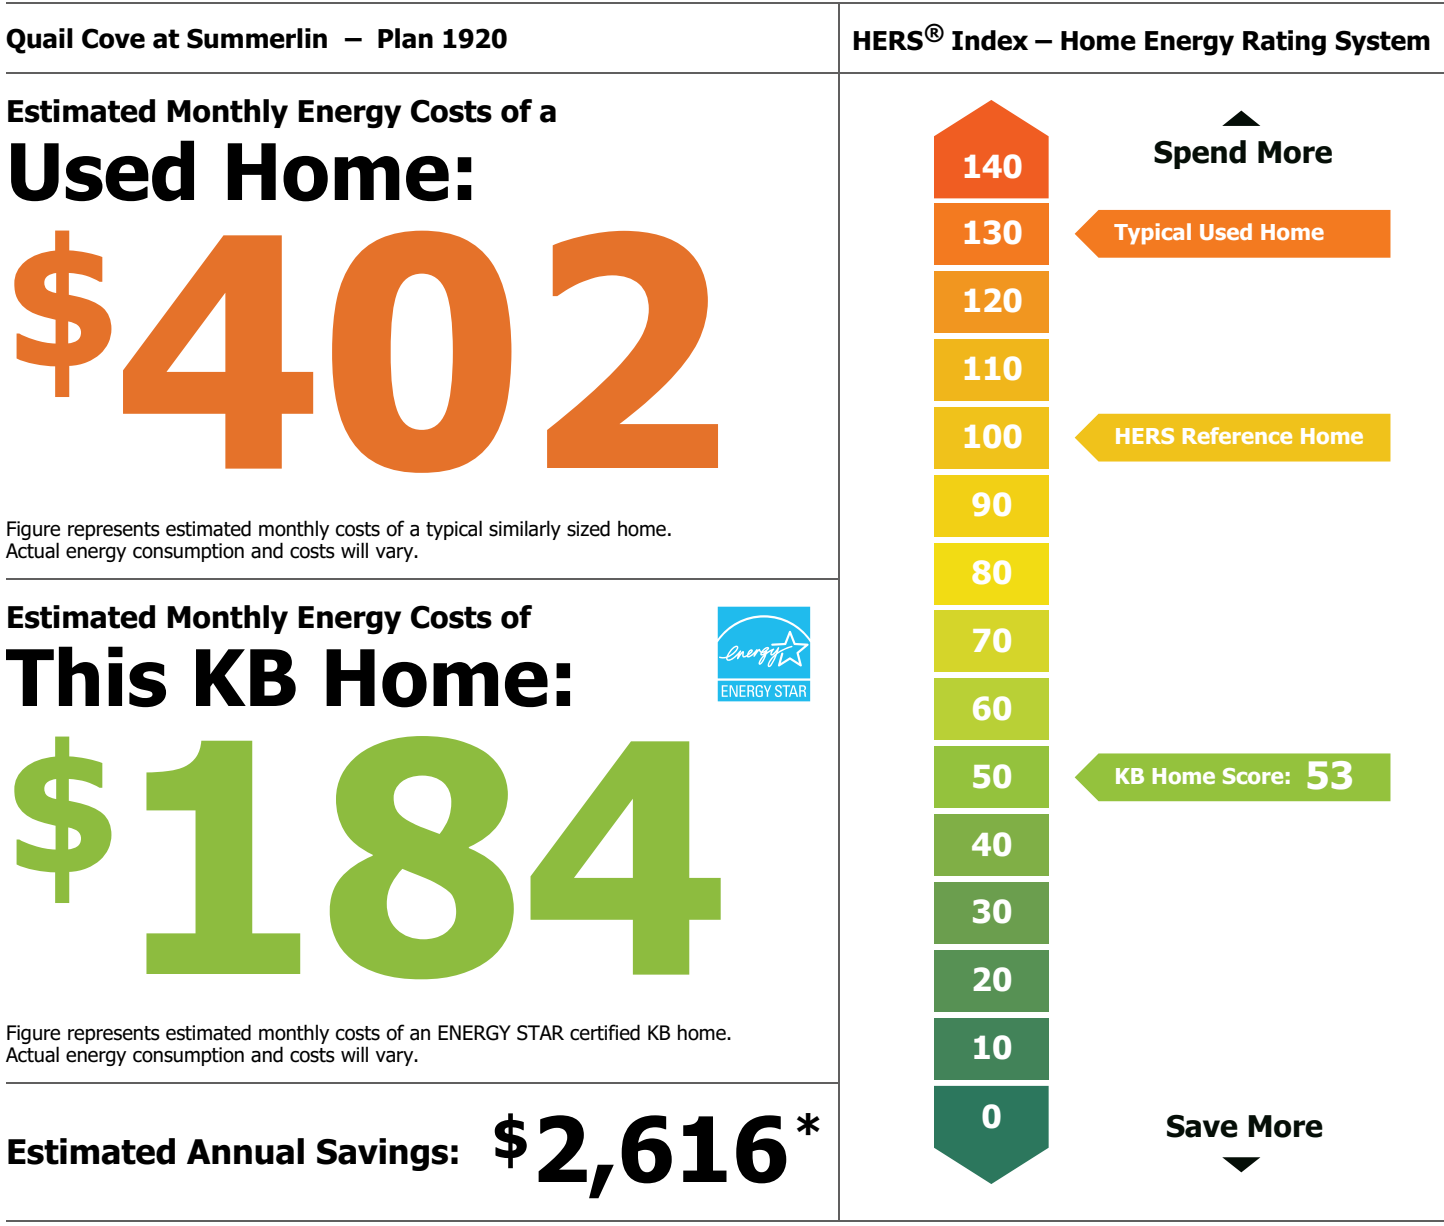 Quail Cove at Summerlin – Plan 1920
Estimated Monthly Energy Costs of a
Used Home:
$402
Figure represents estimated monthly costs of a typical similarly sized home.
Actual energy consumption and costs will vary.
Estimated Monthly Energy Costs of
This KB Home:
energy
ENERGY STAR
$184
Figure represents estimated monthly costs of an ENERGY STAR certified KB home.
Actual energy consumption and costs will vary.
Estimated Annual Savings: $2,616*
HERS® Index – Home Energy Rating System
Spend More
140
130
Typical Used Home
120
110
100
HERS Reference Home
90
80
70
60
50
KB Home Score: 53
40
30
20
10
0
Save More